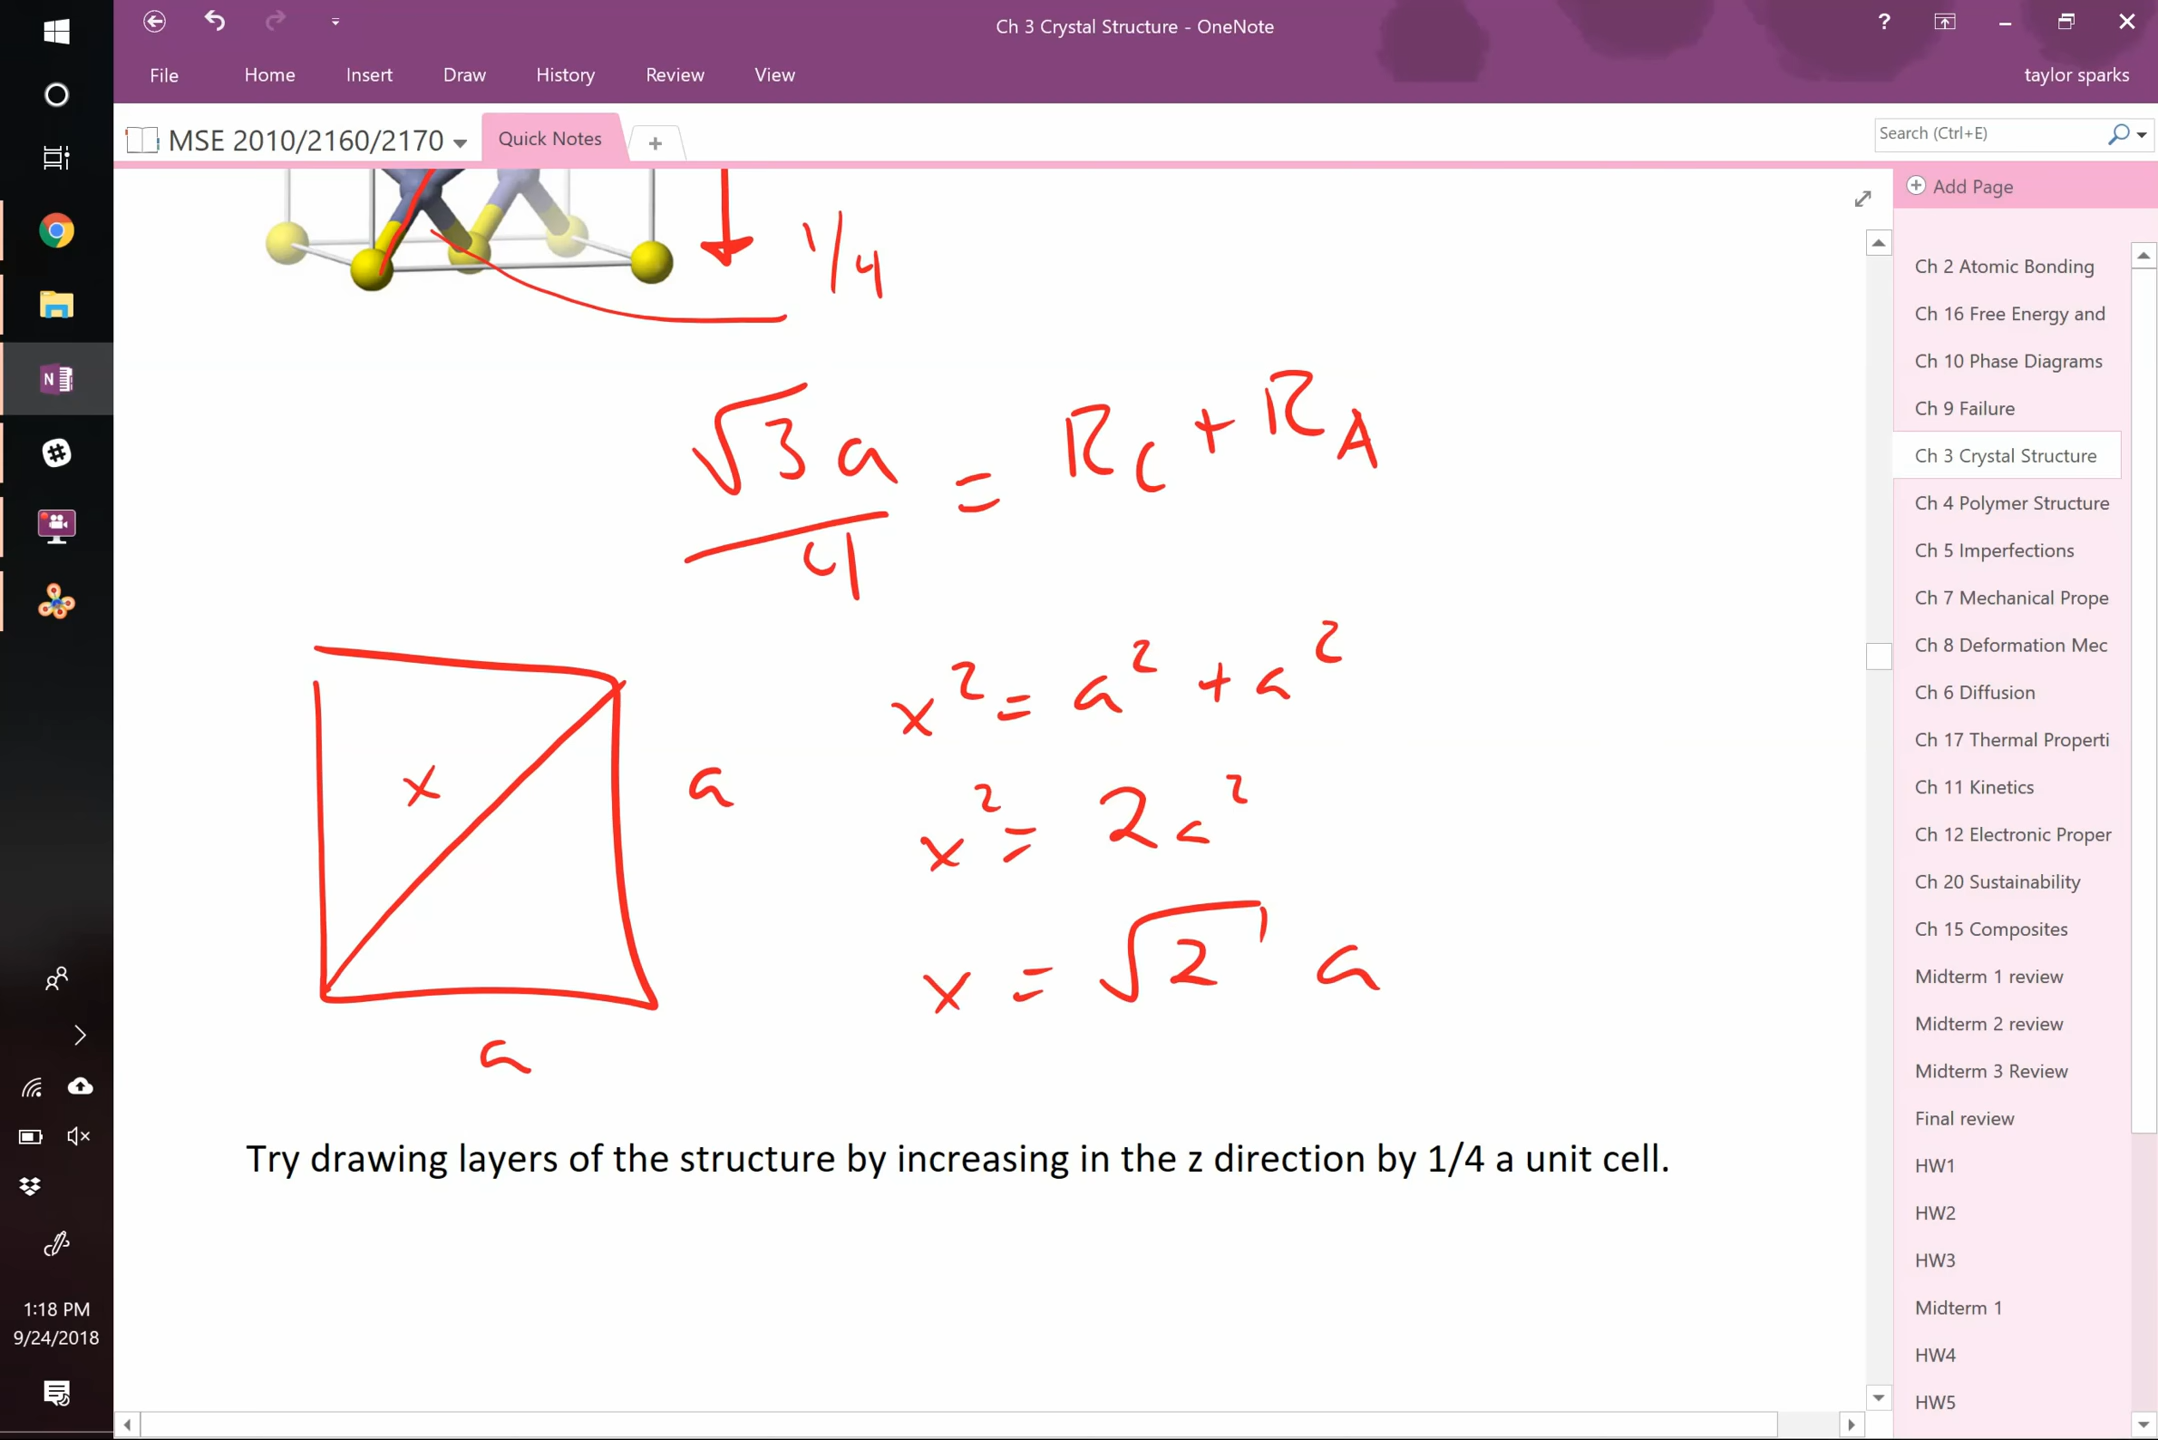 Ch 3 Crystal Structure - OneNote
?
File Home Insert Draw History Review View
taylor sparks
MSE 2010/2160/2170
Quick Notes
+
Search (Ctrl+E)
1/4
√3 a / 4 = R_C + R_A
x² = a² + a²
x
a
x² = 2a²
x = √2 a
a
Try drawing layers of the structure by increasing in the z direction by 1/4 a unit cell.
Add Page
Ch 2 Atomic Bonding
Ch 16 Free Energy and
Ch 10 Phase Diagrams
Ch 9 Failure
Ch 3 Crystal Structure
Ch 4 Polymer Structure
Ch 5 Imperfections
Ch 7 Mechanical Prope
Ch 8 Deformation Mec
Ch 6 Diffusion
Ch 17 Thermal Properti
Ch 11 Kinetics
Ch 12 Electronic Proper
Ch 20 Sustainability
Ch 15 Composites
Midterm 1 review
Midterm 2 review
Midterm 3 Review
Final review
HW1
HW2
HW3
Midterm 1
HW4
HW5
N
1:18 PM
9/24/2018